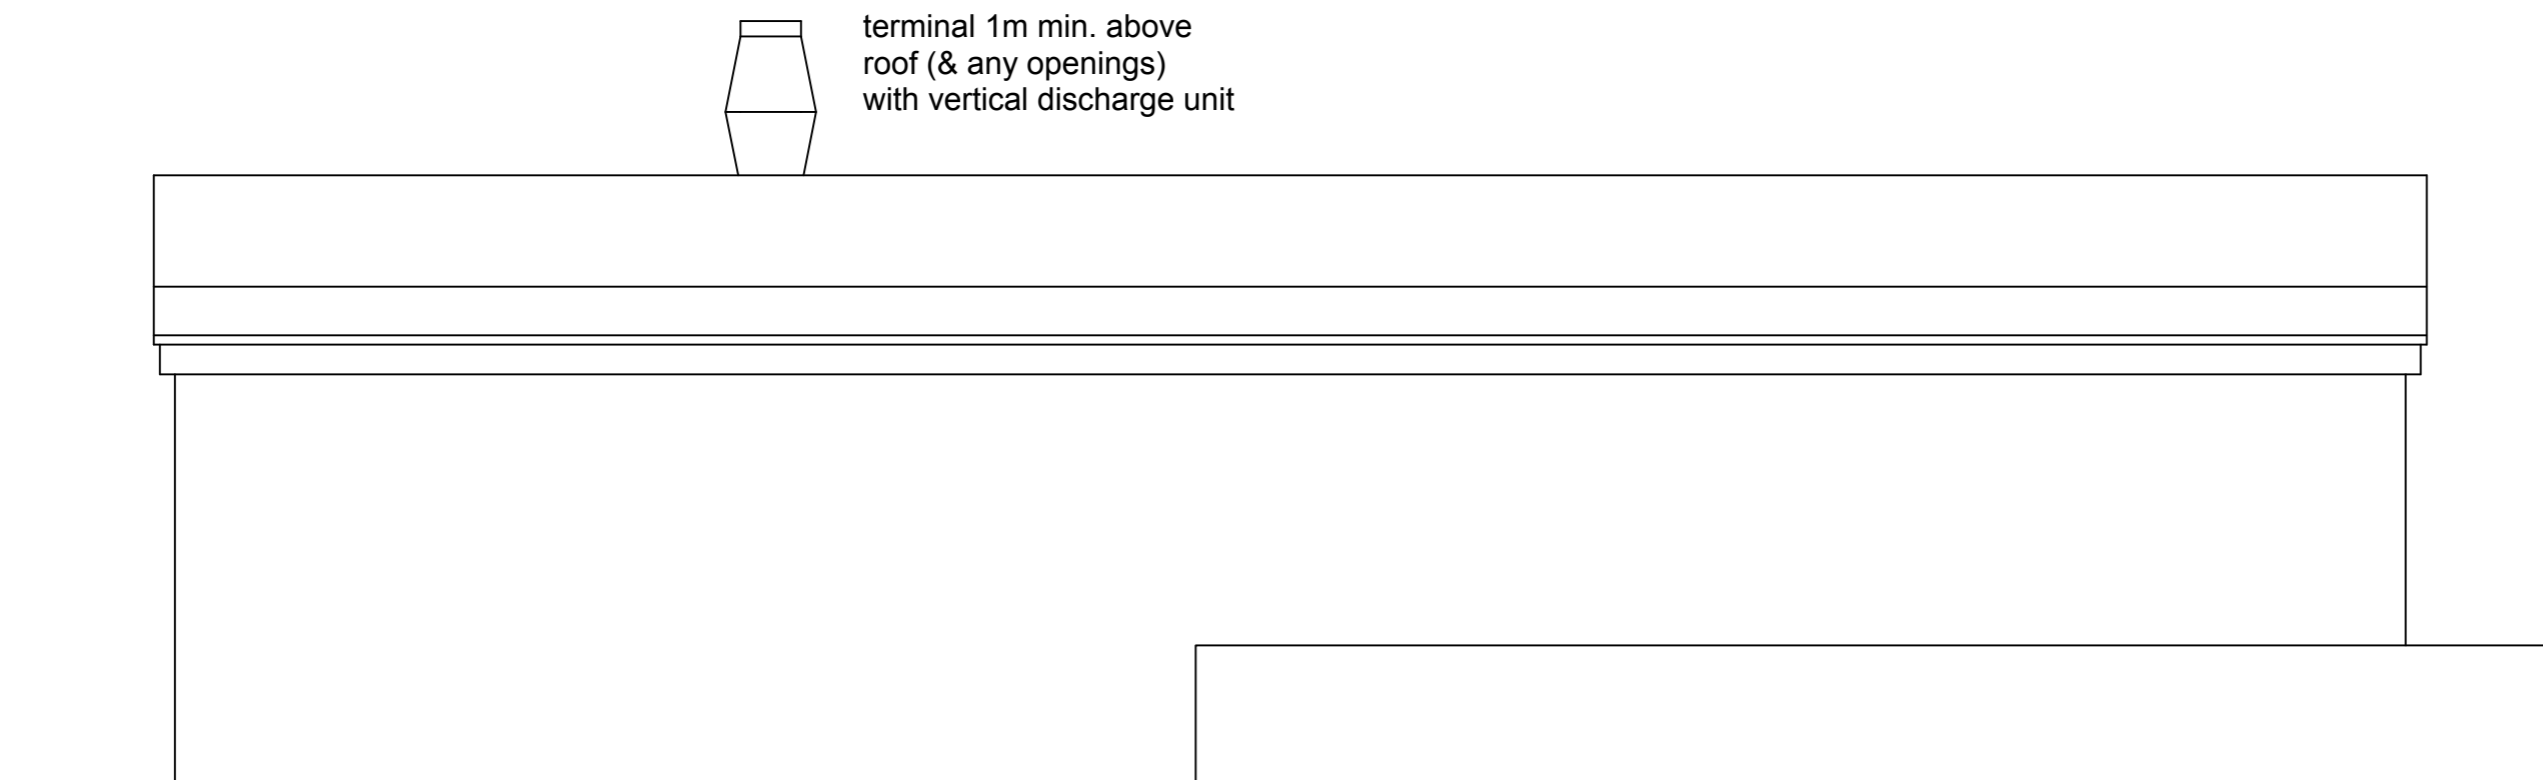 terminal 1m min. above
roof (& any openings)
with vertical discharge unit